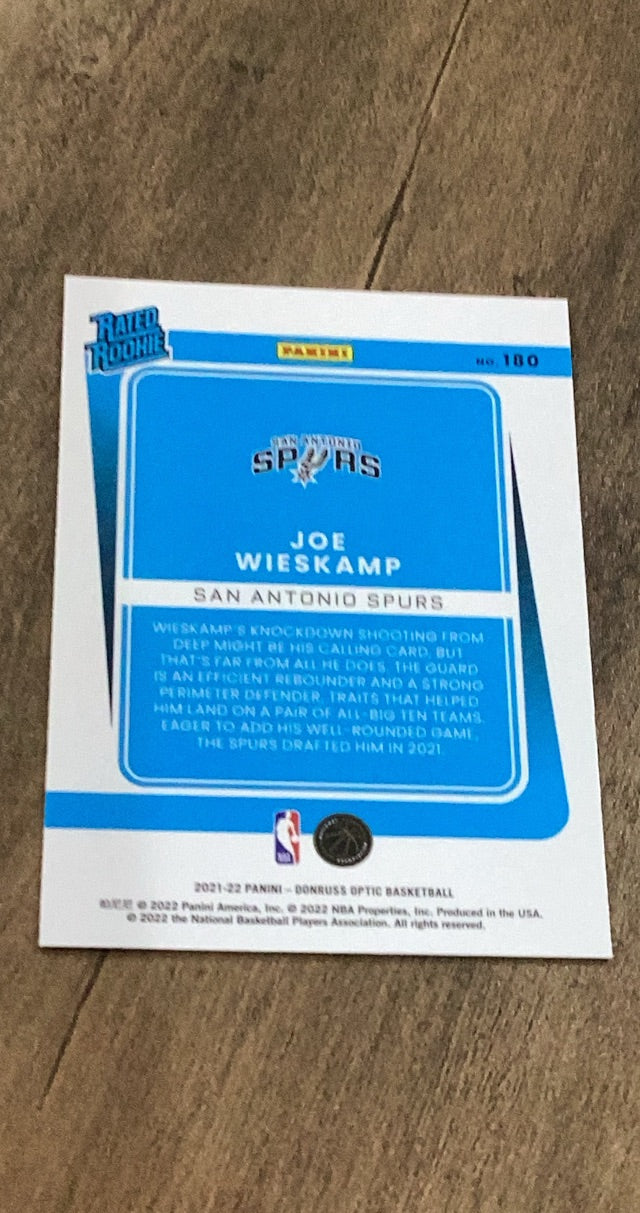 RATED
ROOKIE
PANINI
NO. 180
SAN ANTONIO
SPURS
JOE
WIESKAMP
SAN ANTONIO SPURS
WIESKAMP'S KNOCKDOWN SHOOTING FROM
DEEP MIGHT BE HIS CALLING CARD, BUT
THAT'S FAR FROM ALL HE DOES. THE GUARD
IS AN EFFICIENT REBOUNDER AND A STRONG
PERIMETER DEFENDER, TRAITS THAT HELPED
HIM LAND ON A PAIR OF ALL-BIG TEN TEAMS.
EAGER TO ADD HIS WELL-ROUNDED GAME,
THE SPURS DRAFTED HIM IN 2021.
NBA
2021-22 PANINI – DONRUSS OPTIC BASKETBALL
帕尼尼 © 2022 Panini America, Inc. © 2022 NBA Properties, Inc. Produced in the USA.
© 2022 the National Basketball Players Association. All rights reserved.